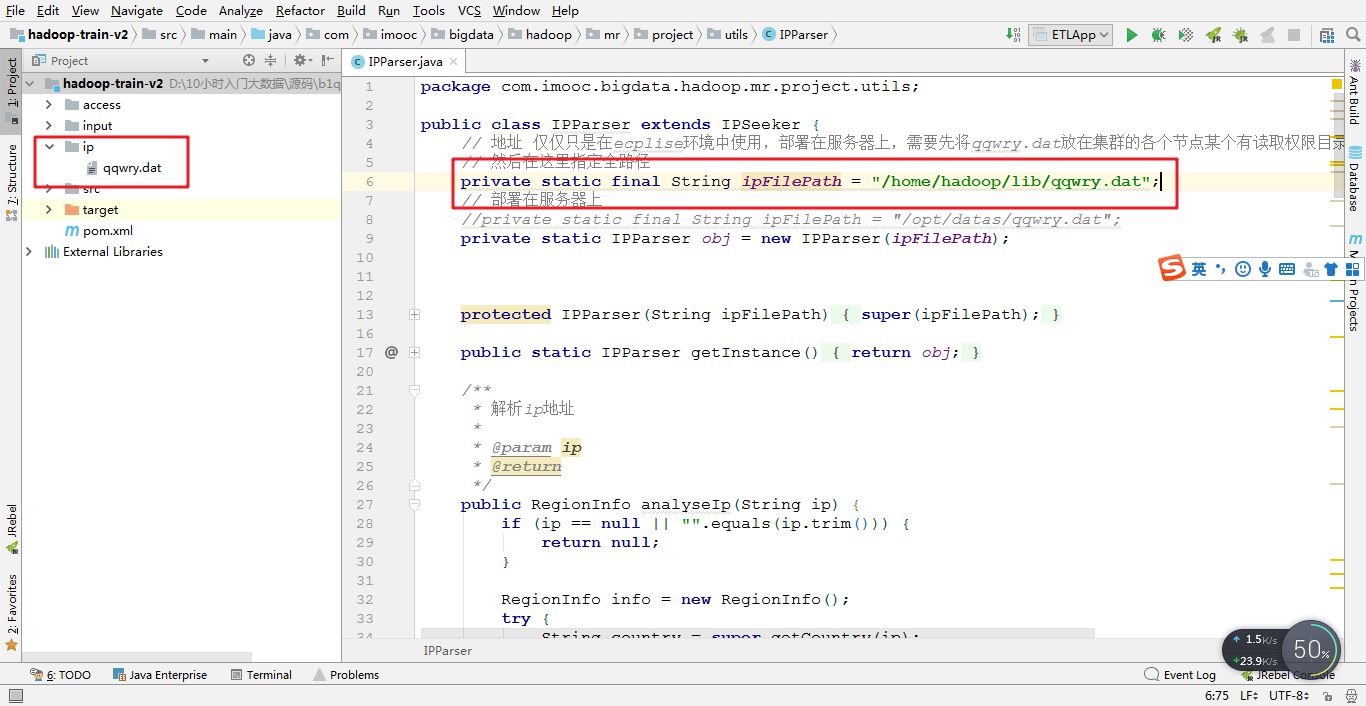 File Edit View Navigate Code Analyze Refactor Build Run Tools VCS Window Help
hadoop-train-v2 src main java com imooc bigdata hadoop mr project utils IPParser ETLApp
Project
hadoop-train-v2 D:\10小时入门大数据\源码\b1q
access
input
ip
qqwry.dat
src
target
pom.xml
External Libraries
1: Project
7: Structure
JRebel
2: Favorites
IPParser.java
1 package com.imooc.bigdata.hadoop.mr.project.utils;
2
3 public class IPParser extends IPSeeker {
4 // 地址 仅仅只是在ecplise环境中使用，部署在服务器上，需要先将qqwry.dat放在集群的各个节点某个有读取权限目录
5 // 然后在这里指定全路径
6 private static final String ipFilePath = "/home/hadoop/lib/qqwry.dat";
7 // 部署在服务器上
8 //private static final String ipFilePath = "/opt/datas/qqwry.dat";
9 private static IPParser obj = new IPParser(ipFilePath);
10
11
12
13 protected IPParser(String ipFilePath) { super(ipFilePath); }
16
17 @ public static IPParser getInstance() { return obj; }
20
21 /**
22 * 解析ip地址
23 *
24 * @param ip
25 * @return
26 */
27 public RegionInfo analyseIp(String ip) {
28 if (ip == null || "".equals(ip.trim())) {
29 return null;
30 }
31
32 RegionInfo info = new RegionInfo();
33 try {
34 String country = super.getCountry(ip);
IPParser
Ant Build
Database
m
n Projects
英
1.5K/s
23.9K/s
50%
6: TODO Java Enterprise Terminal Problems Event Log JRebel Console
6:75 LF UTF-8